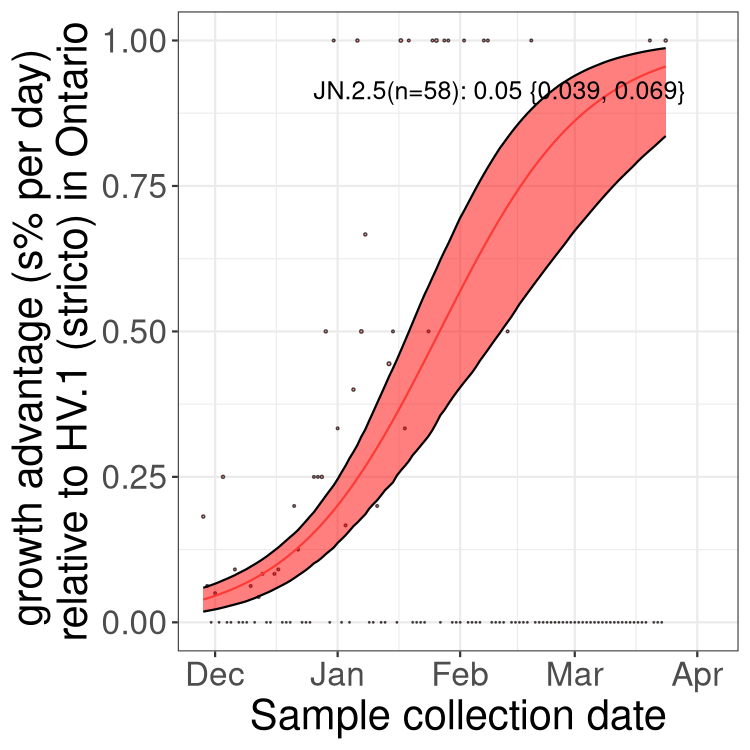 growth advantage (s% per day)
relative to HV.1 (stricto) in Ontario
1.00
0.75
0.50
0.25
0.00
JN.2.5(n=58): 0.05 {0.039, 0.069}
Dec Jan Feb Mar Apr
Sample collection date